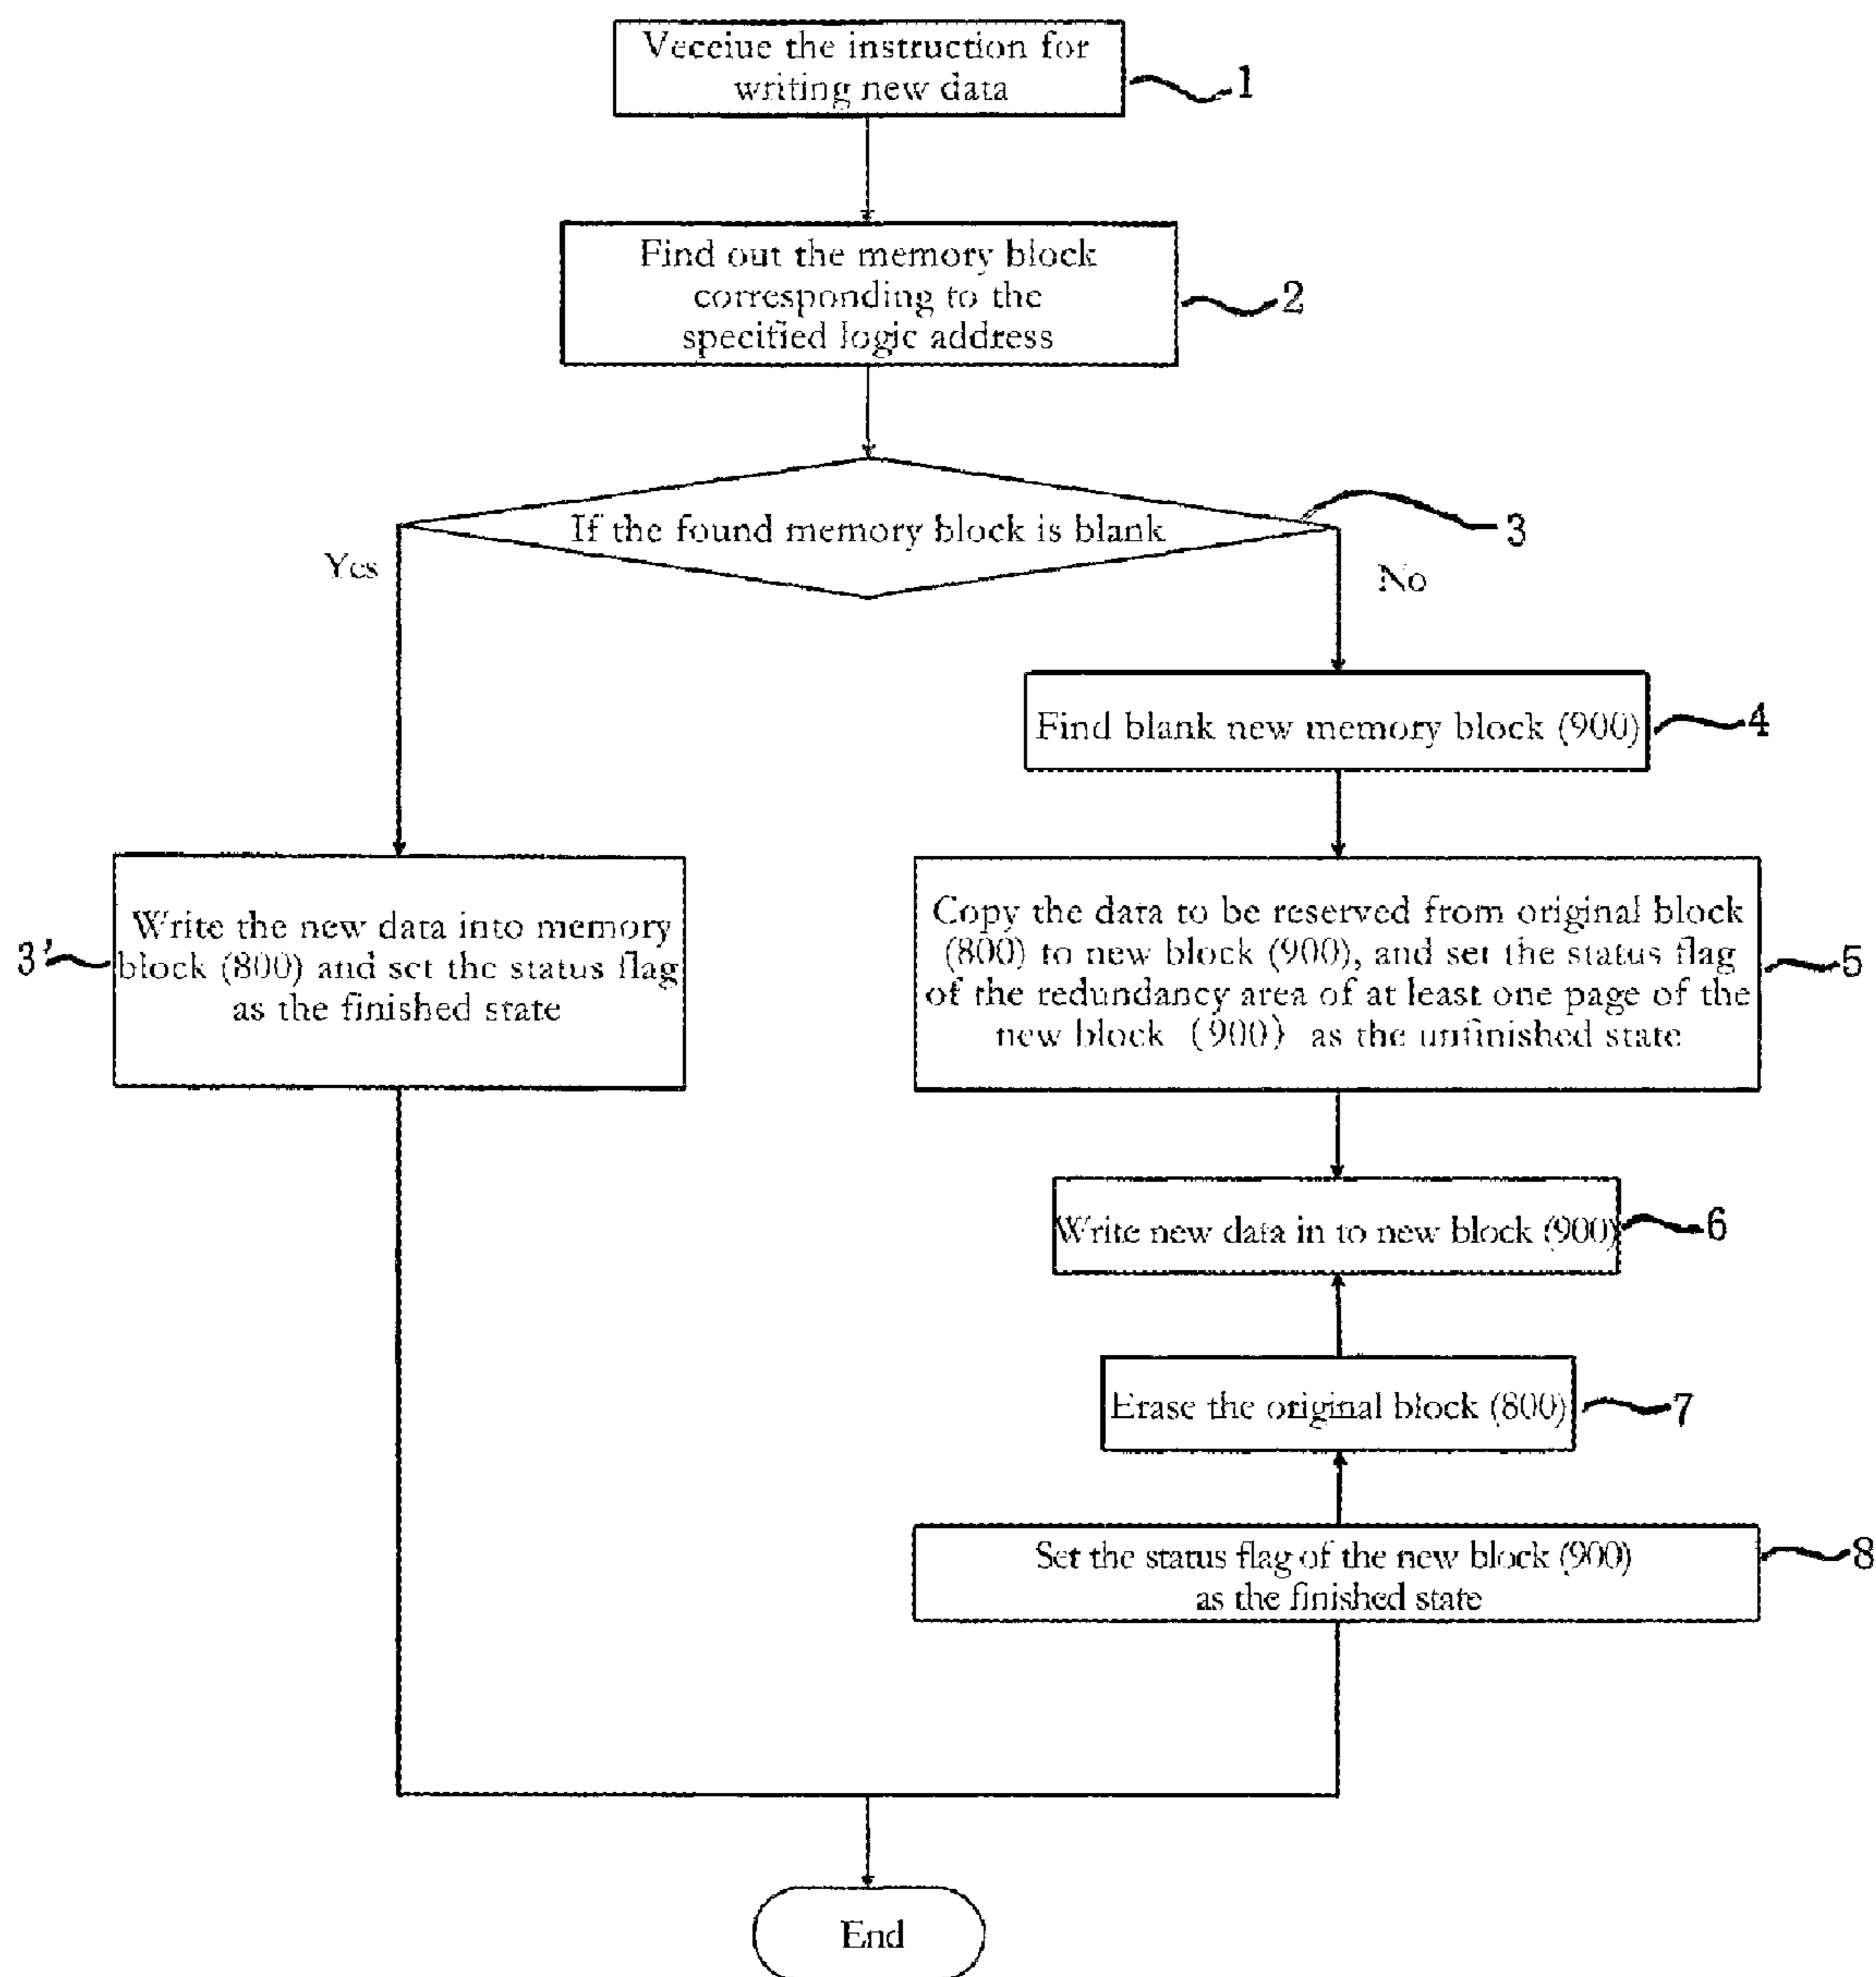 Veceiue the instruction for
writing new data
1
Find out the memory block
corresponding to the
specified logic address
2
If the found memory block is blank
3
Yes
No
Find blank new memory block (900)
4
Write the new data into memory
block (800) and set the status flag
as the finished state
3'
Copy the data to be reserved from original block
(800) to new block (900), and set the status flag
of the redundancy area of at least one page of the
new block (900) as the unfinished state
5
Write new data in to new block (900)
6
Erase the original block (800)
7
Set the status flag of the new block (900)
as the finished state
8
End